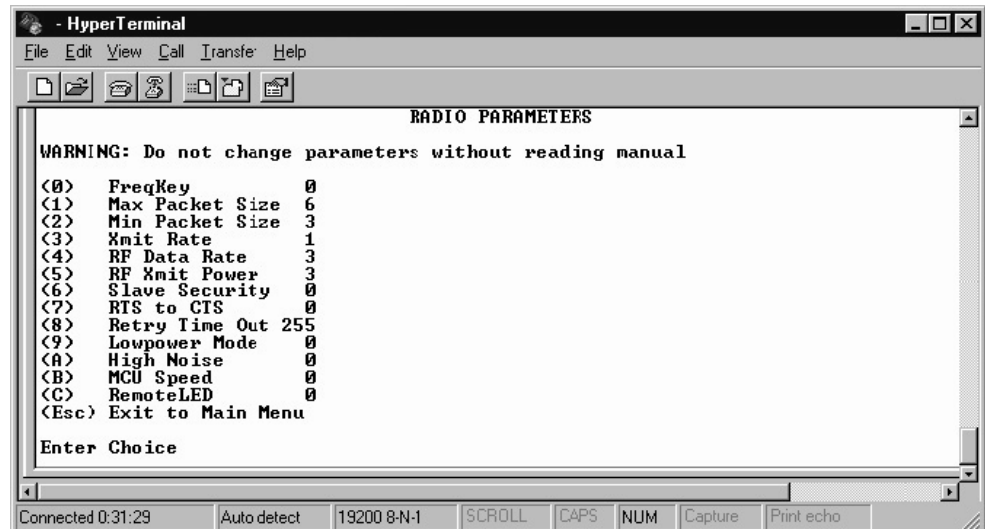 - HyperTerminal
File Edit View Call Transfer Help
RADIO PARAMETERS
WARNING: Do not change parameters without reading manual
(0) FreqKey 0
(1) Max Packet Size 6
(2) Min Packet Size 3
(3) Xmit Rate 1
(4) RF Data Rate 3
(5) RF Xmit Power 3
(6) Slave Security 0
(7) RTS to CTS 0
(8) Retry Time Out 255
(9) Lowpower Mode 0
(A) High Noise 0
(B) MCU Speed 0
(C) RemoteLED 0
(Esc) Exit to Main Menu
Enter Choice
Connected 0:31:29 Auto detect 19200 8-N-1 SCROLL CAPS NUM Capture Print echo